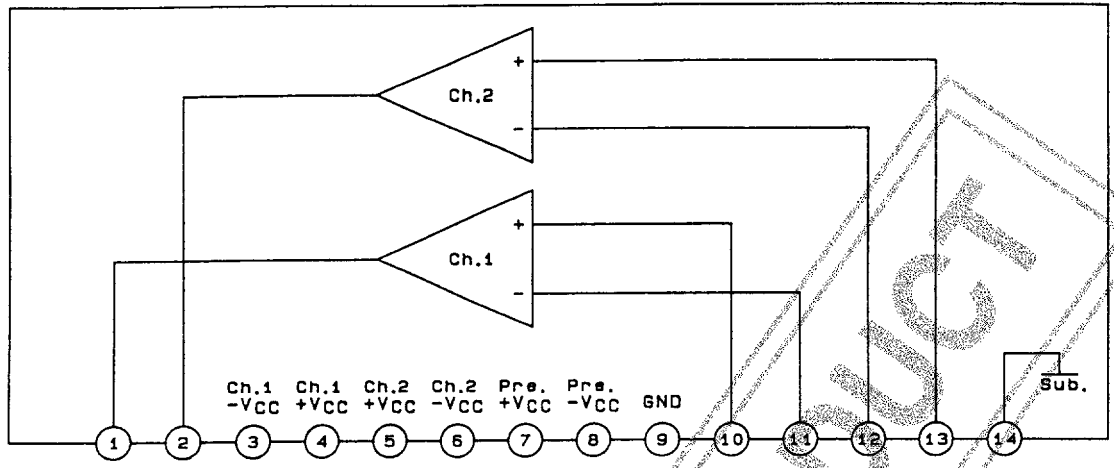 +
Ch.2
-
+
Ch.1
-
Ch.1 Ch.1 Ch.2 Ch.2 Pre. Pre.
-VCC +VCC +VCC -VCC +VCC -VCC GND
Sub.
1 2 3 4 5 6 7 8 9 10 11 12 13 14
DUCT